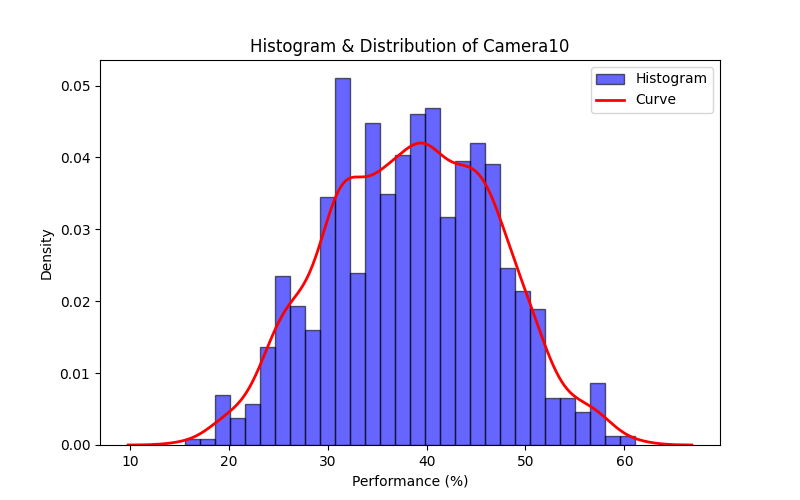 Histogram & Distribution of Camera10
Histogram
Curve
Density
0.05
0.04
0.03
0.02
0.01
0.00
10 20 30 40 50 60
Performance (%)